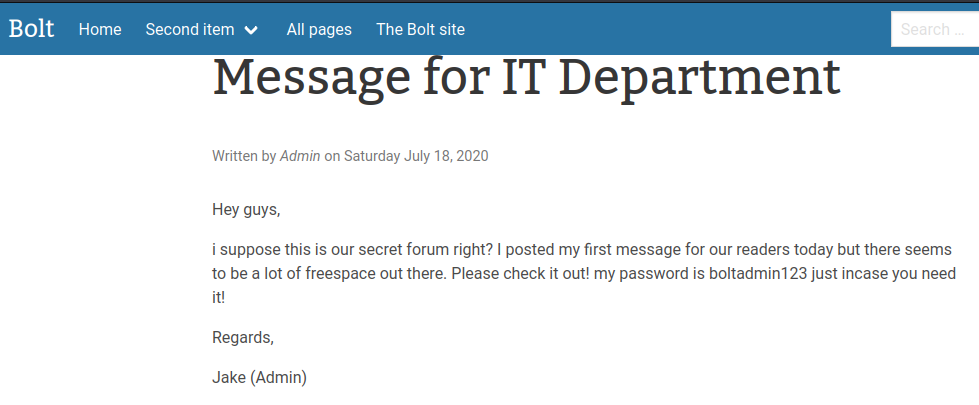 Bolt Home Second item All pages The Bolt site Search ...
Message for IT Department
Written by Admin on Saturday July 18, 2020
Hey guys,
i suppose this is our secret forum right? I posted my first message for our readers today but there seems
to be a lot of freespace out there. Please check it out! my password is boltadmin123 just incase you need
it!
Regards,
Jake (Admin)